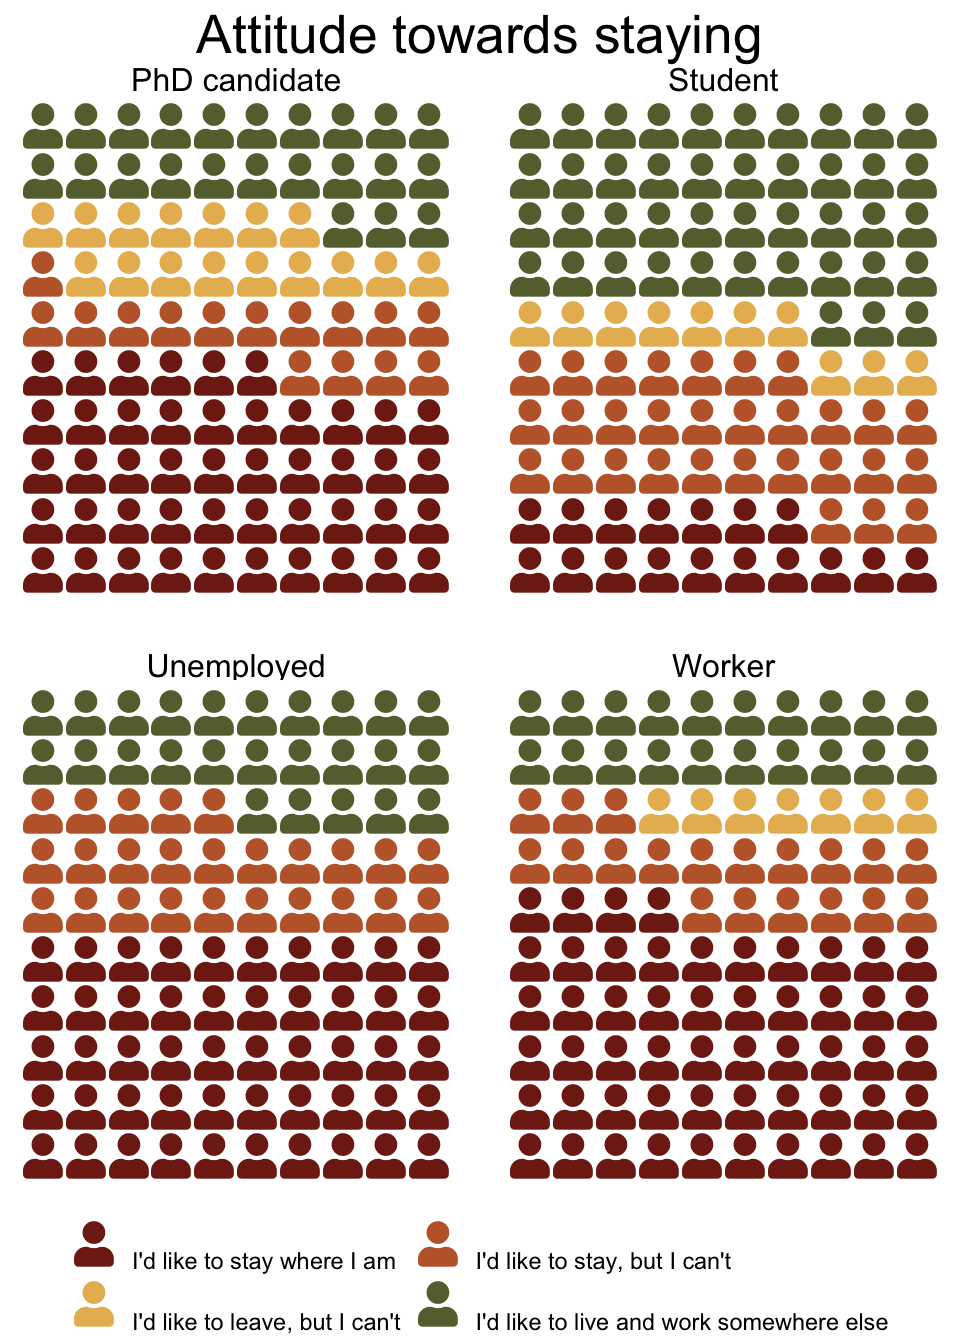 Attitude towards staying
PhD candidate
Student
Unemployed
Worker
I'd like to stay where I am
I'd like to stay, but I can't
I'd like to leave, but I can't
I'd like to live and work somewhere else